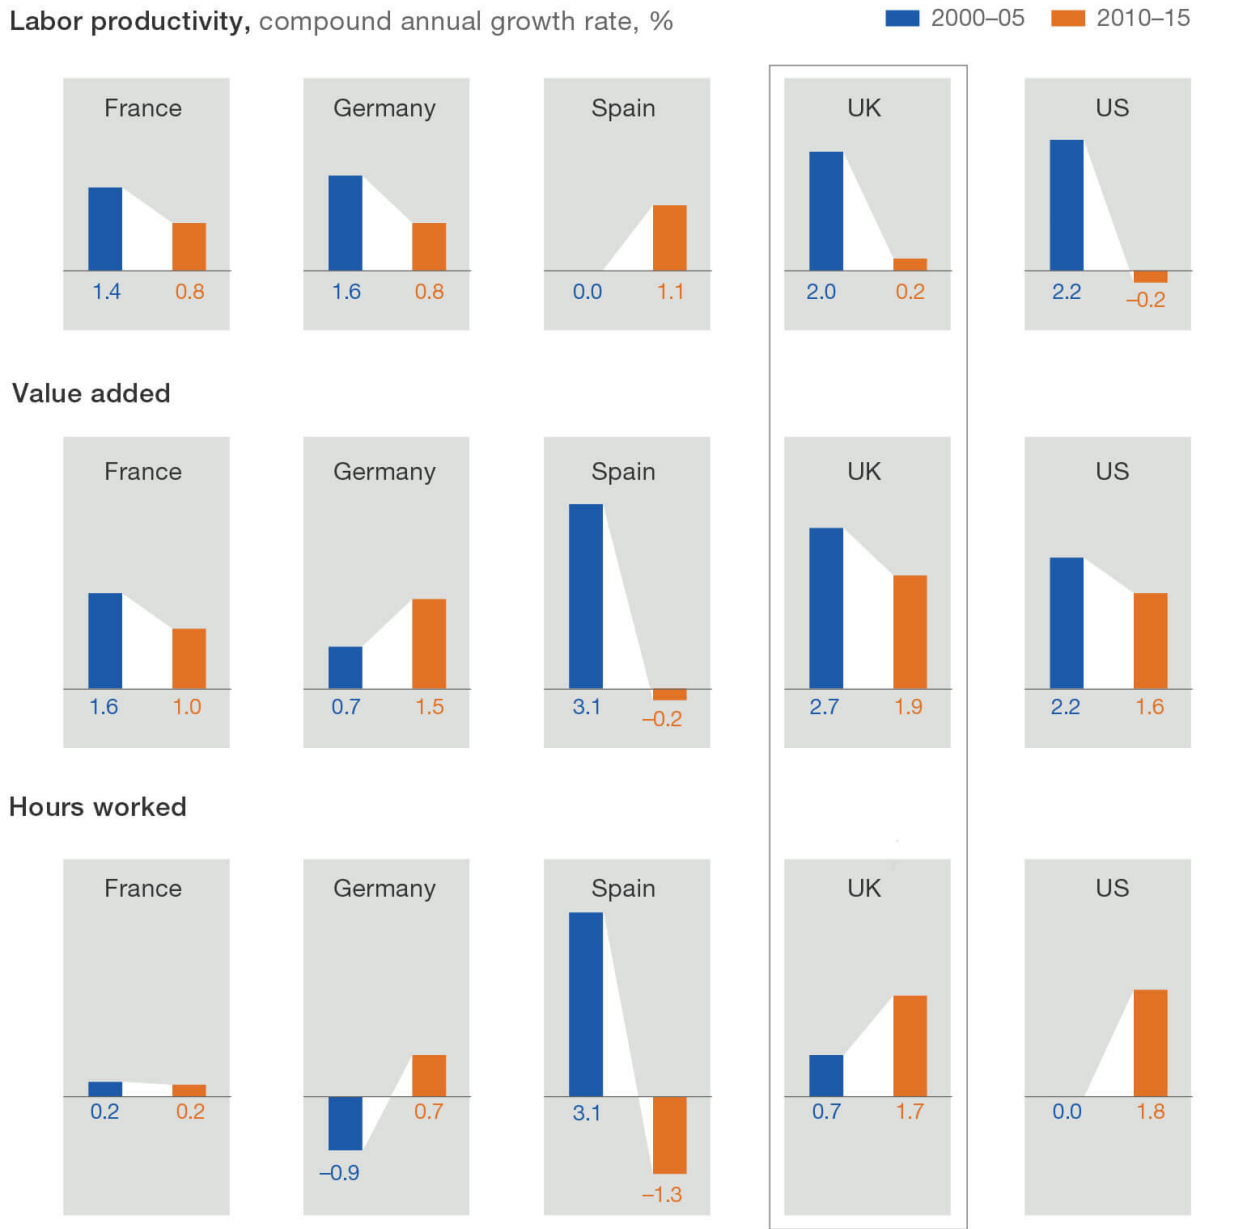 Labor productivity, compound annual growth rate, % 2000–05 2010–15
France Germany Spain UK US
1.4 0.8 1.6 0.8 0.0 1.1 2.0 0.2 2.2 –0.2
Value added
France Germany Spain UK US
1.6 1.0 0.7 1.5 3.1 –0.2 2.7 1.9 2.2 1.6
Hours worked
France Germany Spain UK US
0.2 0.2 –0.9 0.7 3.1 –1.3 0.7 1.7 0.0 1.8